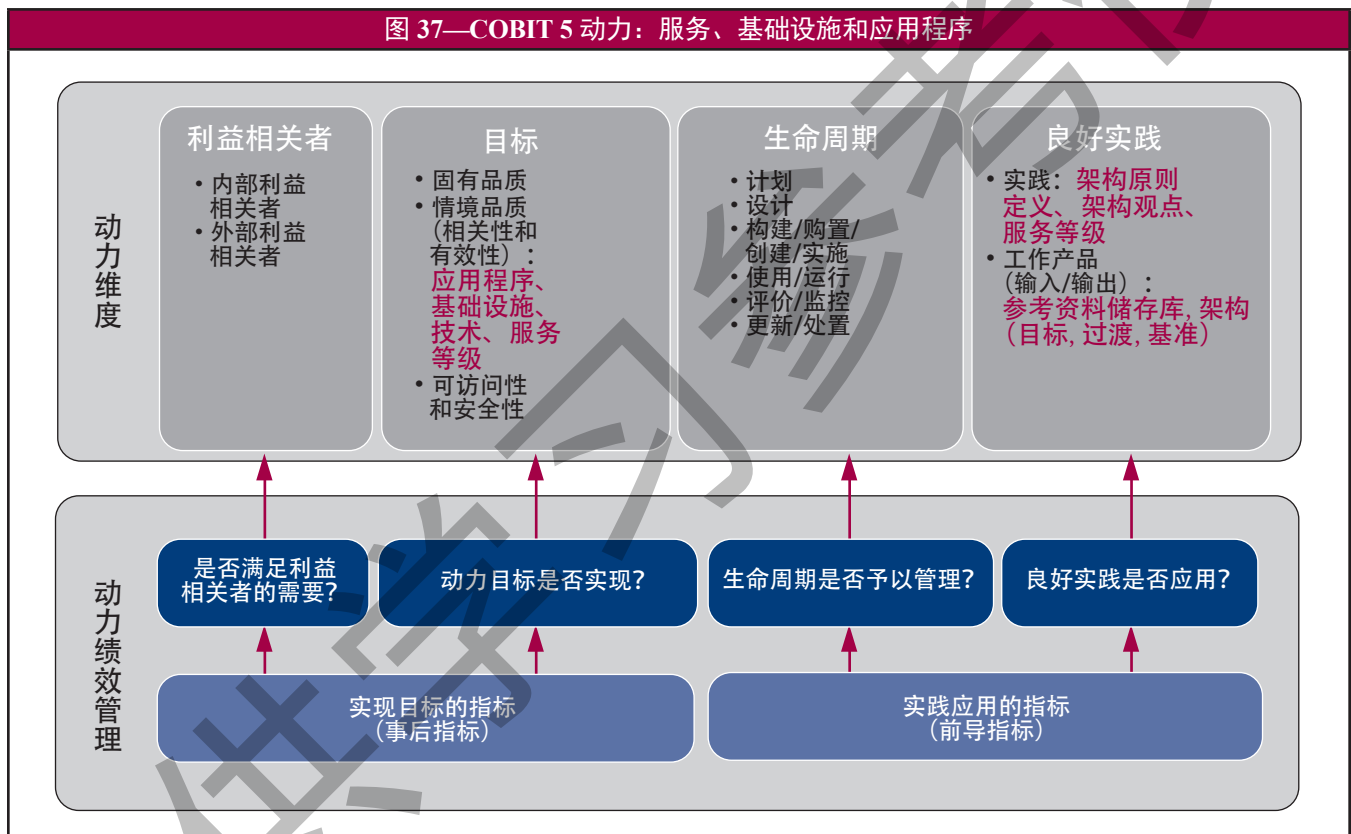 图 37—COBIT 5 动力：服务、基础设施和应用程序
动力维度
利益相关者
• 内部利益
相关者
• 外部利益
相关者
目标
• 固有品质
• 情境品质
(相关性和
有效性）：
应用程序、
基础设施、
技术、服务
等级
• 可访问性
和安全性
生命周期
• 计划
• 设计
• 构建/购置/
创建/实施
• 使用/运行
• 评价/监控
• 更新/处置
良好实践
• 实践：架构原则
定义、架构观点、
服务等级
• 工作产品
(输入/输出）：
参考资料储存库, 架构
（目标, 过渡, 基准）
动力绩效管理
是否满足利益
相关者的需要？
动力目标是否实现？
生命周期是否予以管理？
良好实践是否应用？
实现目标的指标
（事后指标）
实践应用的指标
（前导指标）
供学习参考